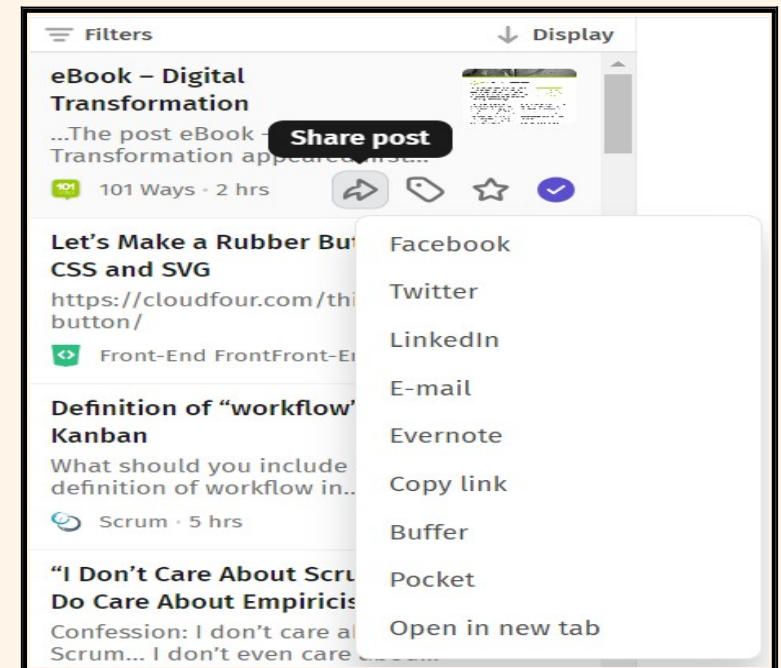 Filters
Display
eBook – Digital
Transformation
...The post eBook -
Transformation appeared first...
Share post
101 Ways · 2 hrs
Let's Make a Rubber But
CSS and SVG
https://cloudfour.com/thi
button/
Front-End FrontFront-E
Definition of “workflow”
Kanban
What should you include
definition of workflow in..
Scrum · 5 hrs
“I Don't Care About Scru
Do Care About Empiricis
Confession: I don't care a
Scrum... I don't even care about...
Facebook
Twitter
LinkedIn
E-mail
Evernote
Copy link
Buffer
Pocket
Open in new tab